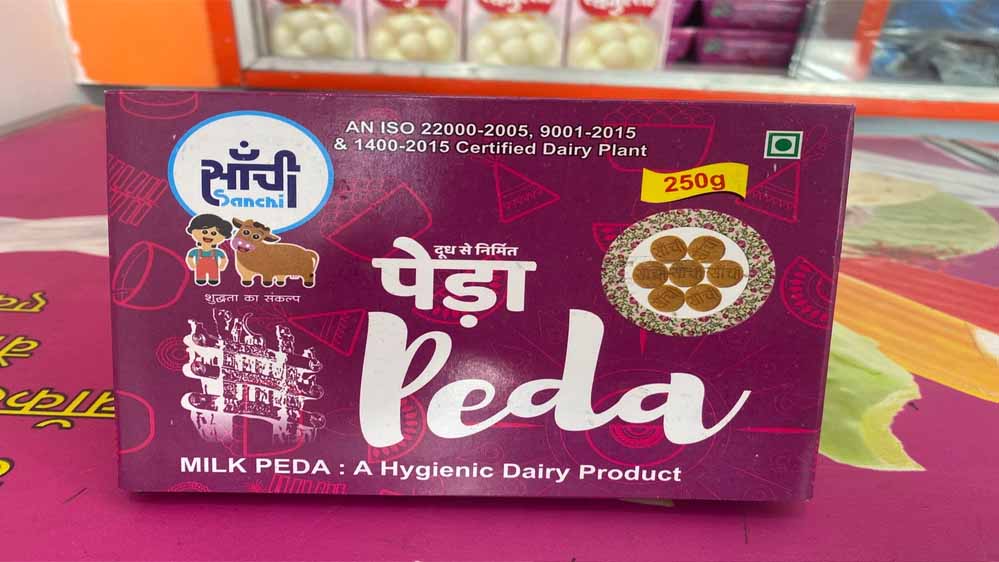 AN ISO 22000-2005, 9001-2015
& 1400-2015 Certified Dairy Plant
साँची
Sanchi
शुद्धता का संकल्प
250g
दूध से निर्मित
पेड़ा
Peda
MILK PEDA : A Hygienic Dairy Product